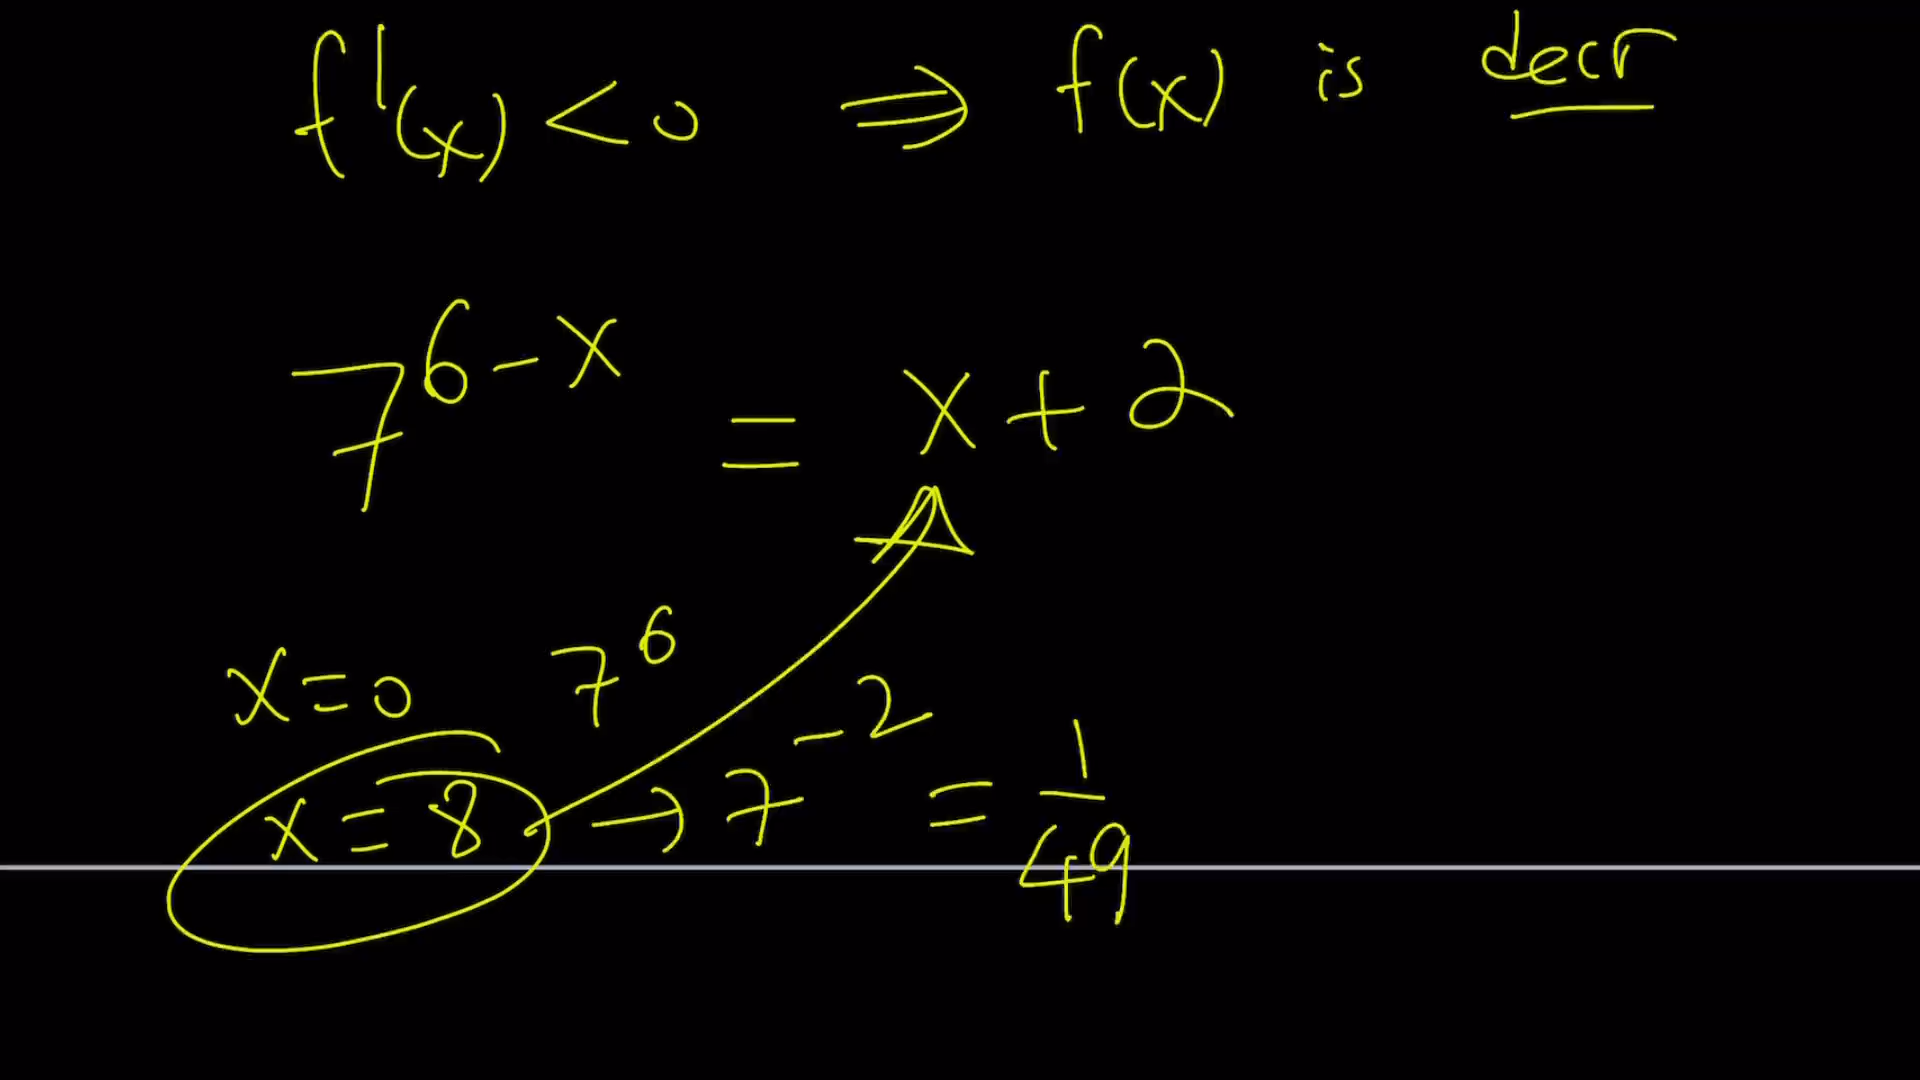 f'(x) < 0 ⇒ f(x) is decr
7^{6-x} = x + 2
x = 0 7^6
x = 8 → 7^{-2} = 1/49